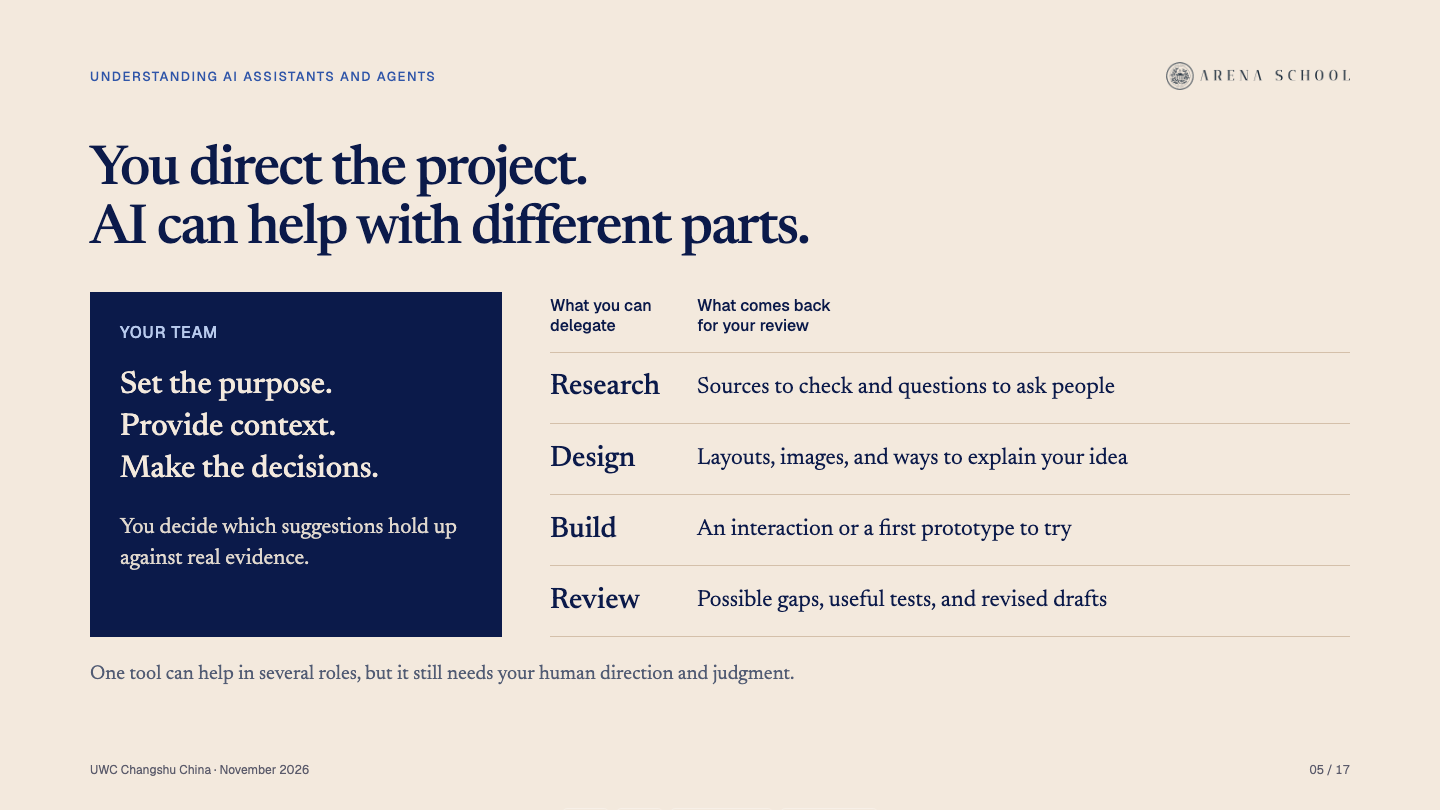 UNDERSTANDING AI ASSISTANTS AND AGENTS
ARENA SCHOOL
You direct the project.
AI can help with different parts.
YOUR TEAM
Set the purpose.
Provide context.
Make the decisions.
You decide which suggestions hold up
against real evidence.
What you can
delegate
What comes back
for your review
Research
Sources to check and questions to ask people
Design
Layouts, images, and ways to explain your idea
Build
An interaction or a first prototype to try
Review
Possible gaps, useful tests, and revised drafts
One tool can help in several roles, but it still needs your human direction and judgment.
UWC Changshu China · November 2026
05 / 17